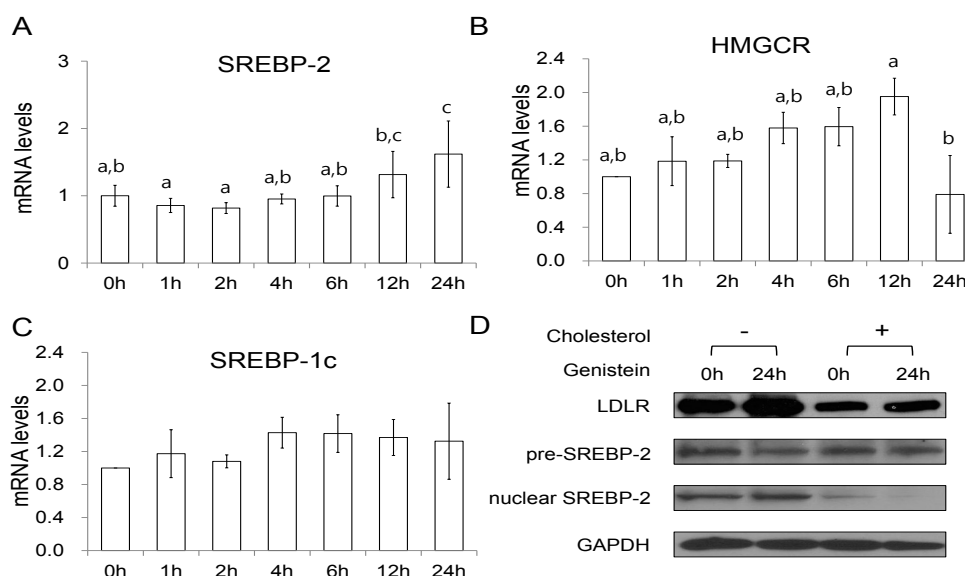 A
SREBP-2
mRNA levels
3
2
1
0
a,b
a
a
a,b
a,b
b,c
c
0h 1h 2h 4h 6h 12h 24h
B
HMGCR
mRNA levels
2.4
2.0
1.6
1.2
0.8
0.4
0.0
a,b
a,b
a,b
a,b
a,b
a
b
0h 1h 2h 4h 6h 12h 24h
C
SREBP-1c
mRNA levels
2.4
2.0
1.6
1.2
0.8
0.4
0.0
0h 1h 2h 4h 6h 12h 24h
D
Cholesterol - +
Genistein 0h 24h 0h 24h
LDLR
pre-SREBP-2
nuclear SREBP-2
GAPDH